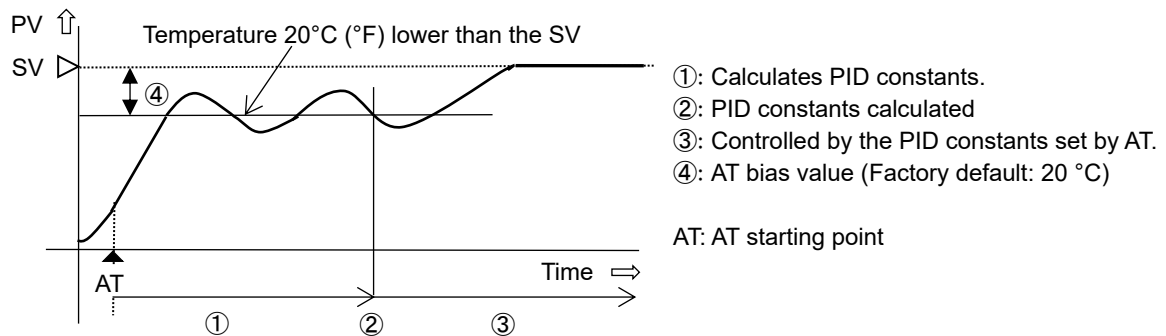 PV
Temperature 20°C (°F) lower than the SV
SV
④
①: Calculates PID constants.
②: PID constants calculated
③: Controlled by the PID constants set by AT.
④: AT bias value (Factory default: 20 °C)
AT: AT starting point
Time
AT
① ② ③